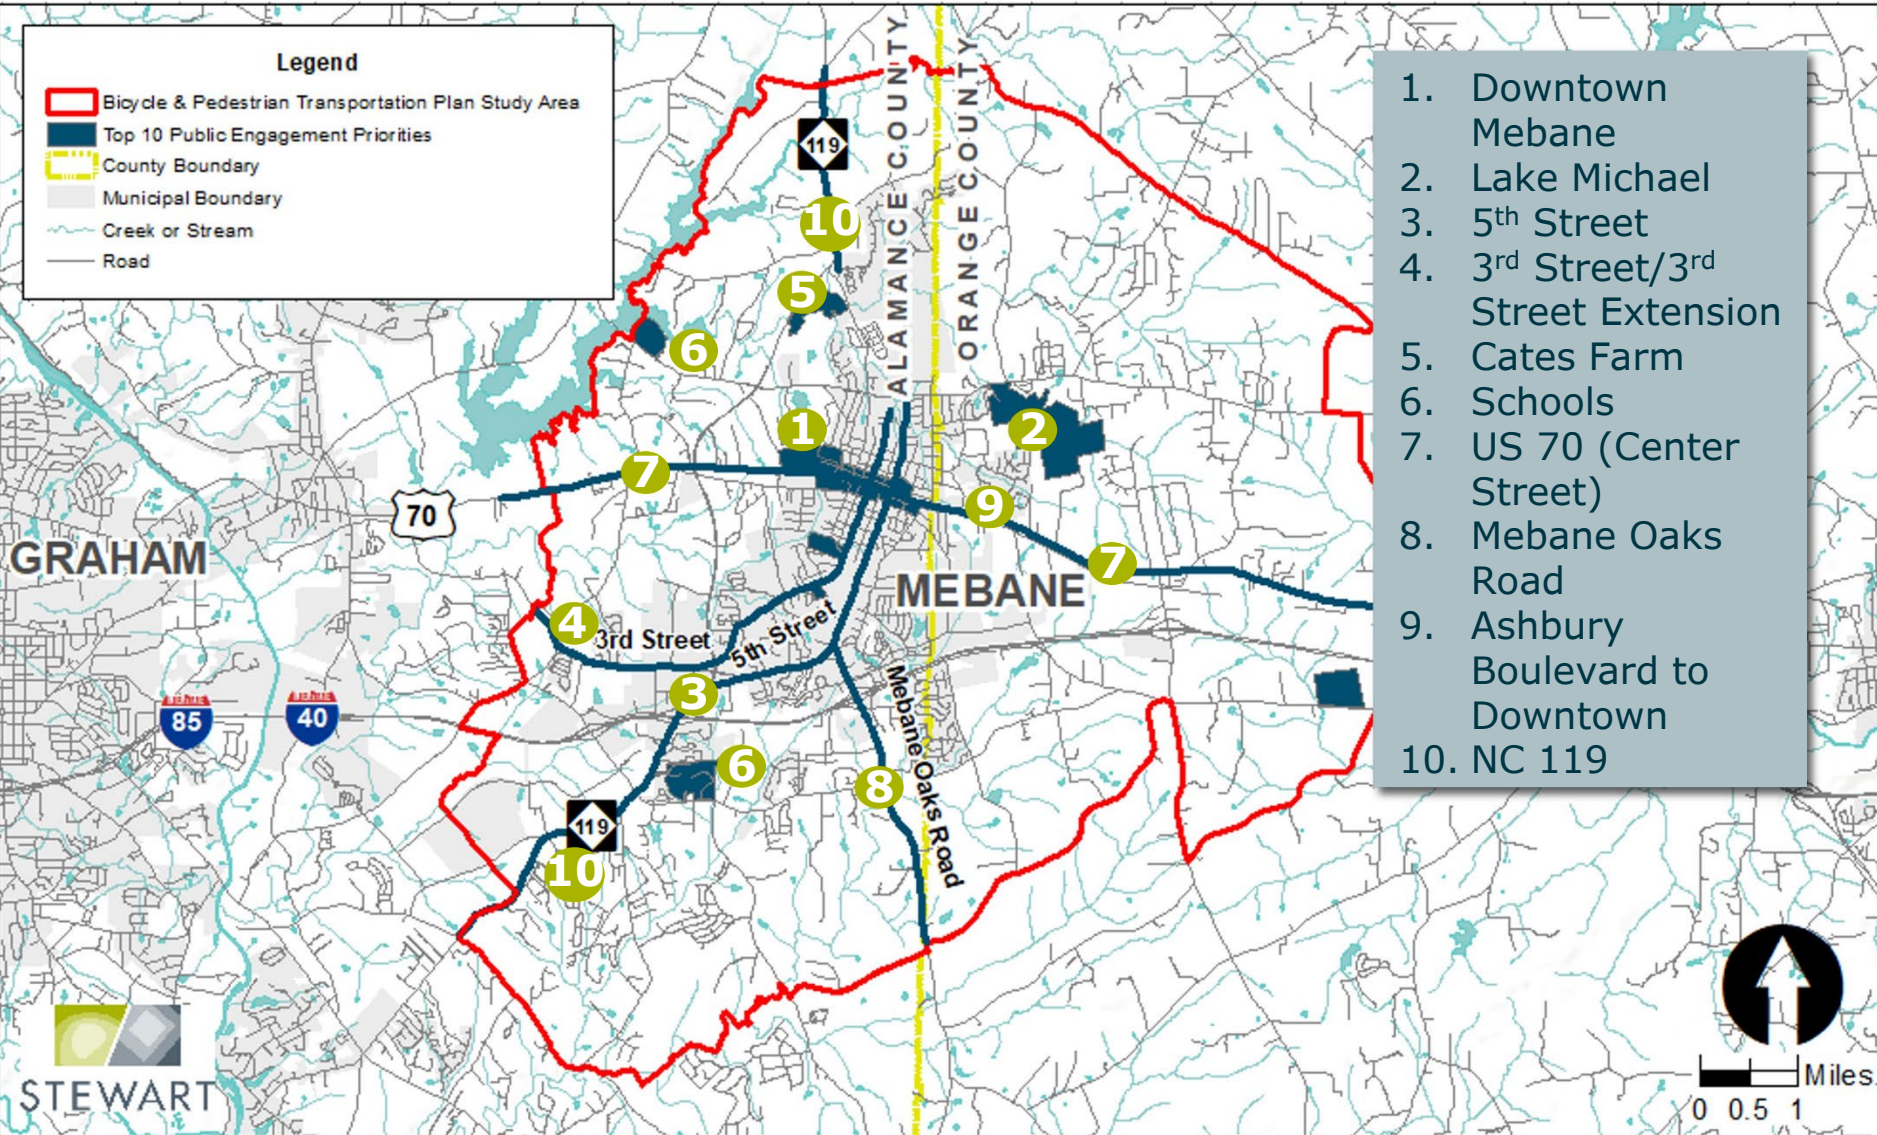 Legend
Bicycle & Pedestrian Transportation Plan Study Area
Top 10 Public Engagement Priorities
County Boundary
Municipal Boundary
Creek or Stream
Road
1. Downtown
Mebane
2. Lake Michael
3. 5th Street
4. 3rd Street/3rd
Street Extension
5. Cates Farm
6. Schools
7. US 70 (Center
Street)
8. Mebane Oaks
Road
9. Ashbury
Boulevard to
Downtown
10. NC 119
ALAMANCE COUNTY
ORANGE COUNTY
119
10
5
6
1
2
7
70
9
GRAHAM
7
MEBANE
4
3rd Street
5th Street
3
Mebane Oaks Road
85
40
6
8
119
10
STEWART
Miles
0 0.5 1